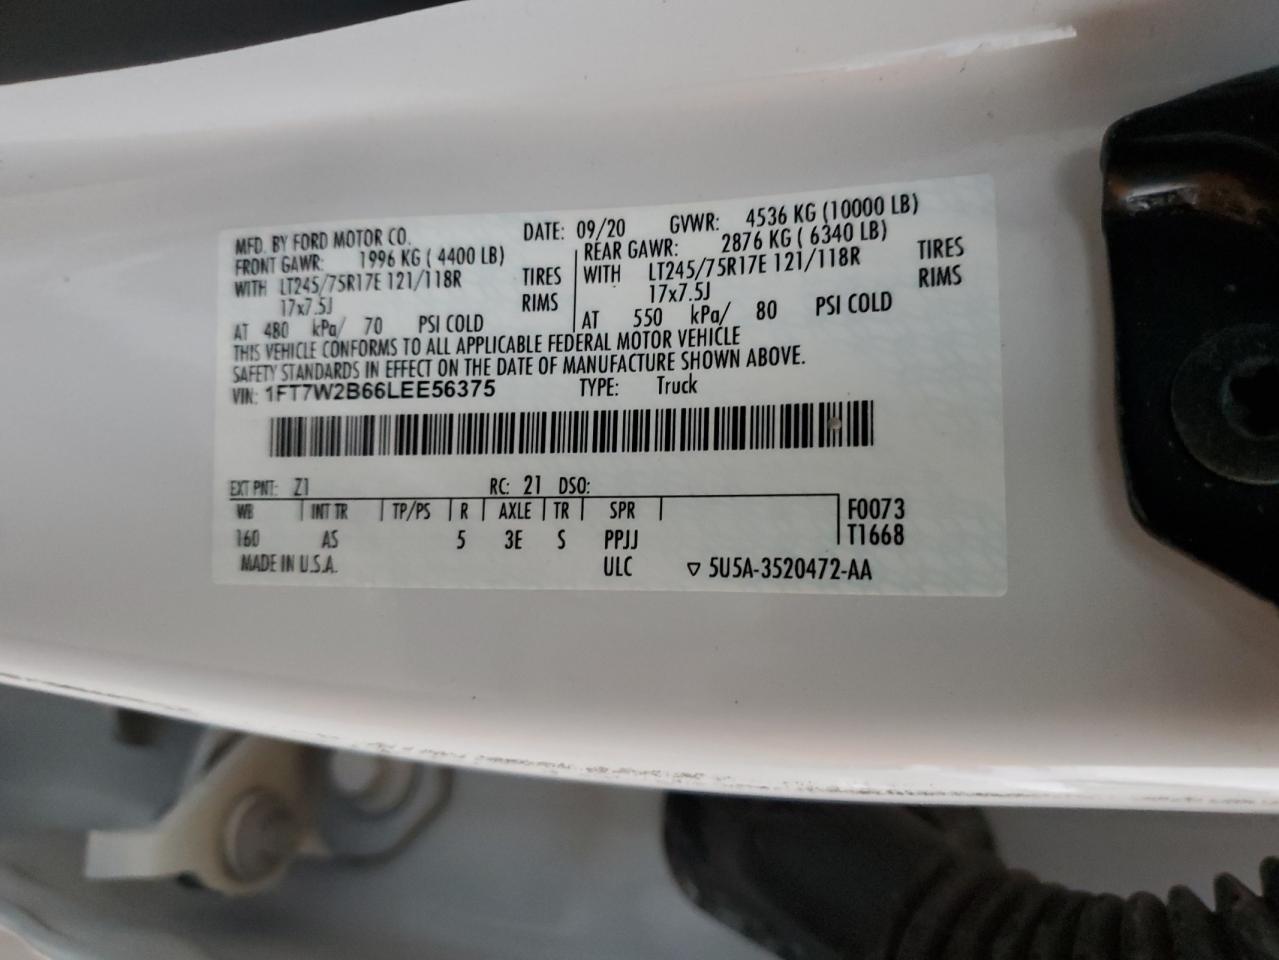 MFD. BY FORD MOTOR CO. DATE: 09/20 GVWR: 4536 KG (10000 LB)
FRONT GAWR: 1996 KG ( 4400 LB) REAR GAWR: 2876 KG ( 6340 LB)
WITH LT245/75R17E 121/118R TIRES WITH LT245/75R17E 121/118R TIRES
17x7.5J RIMS 17x7.5J RIMS
AT 480 kPa/ 70 PSI COLD AT 550 kPa/ 80 PSI COLD
THIS VEHICLE CONFORMS TO ALL APPLICABLE FEDERAL MOTOR VEHICLE
SAFETY STANDARDS IN EFFECT ON THE DATE OF MANUFACTURE SHOWN ABOVE.
VIN: 1FT7W2B66LEE56375 TYPE: Truck
EXT PNT: Z1 RC: 21 DSO:
WB INT TR TP/PS R AXLE TR SPR F0073
160 AS 5 3E S PPJJ T1668
MADE IN U.S.A. ULC ▽ 5U5A-3520472-AA